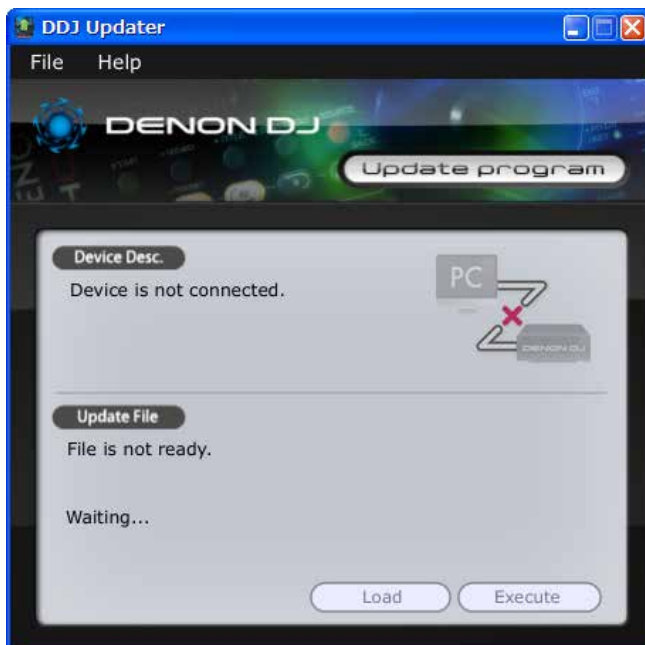 DDJ Updater
File Help
DENON DJ
Update program
Device Desc.
Device is not connected.
PC
DENON DJ
Update File
File is not ready.
Waiting...
Load Execute